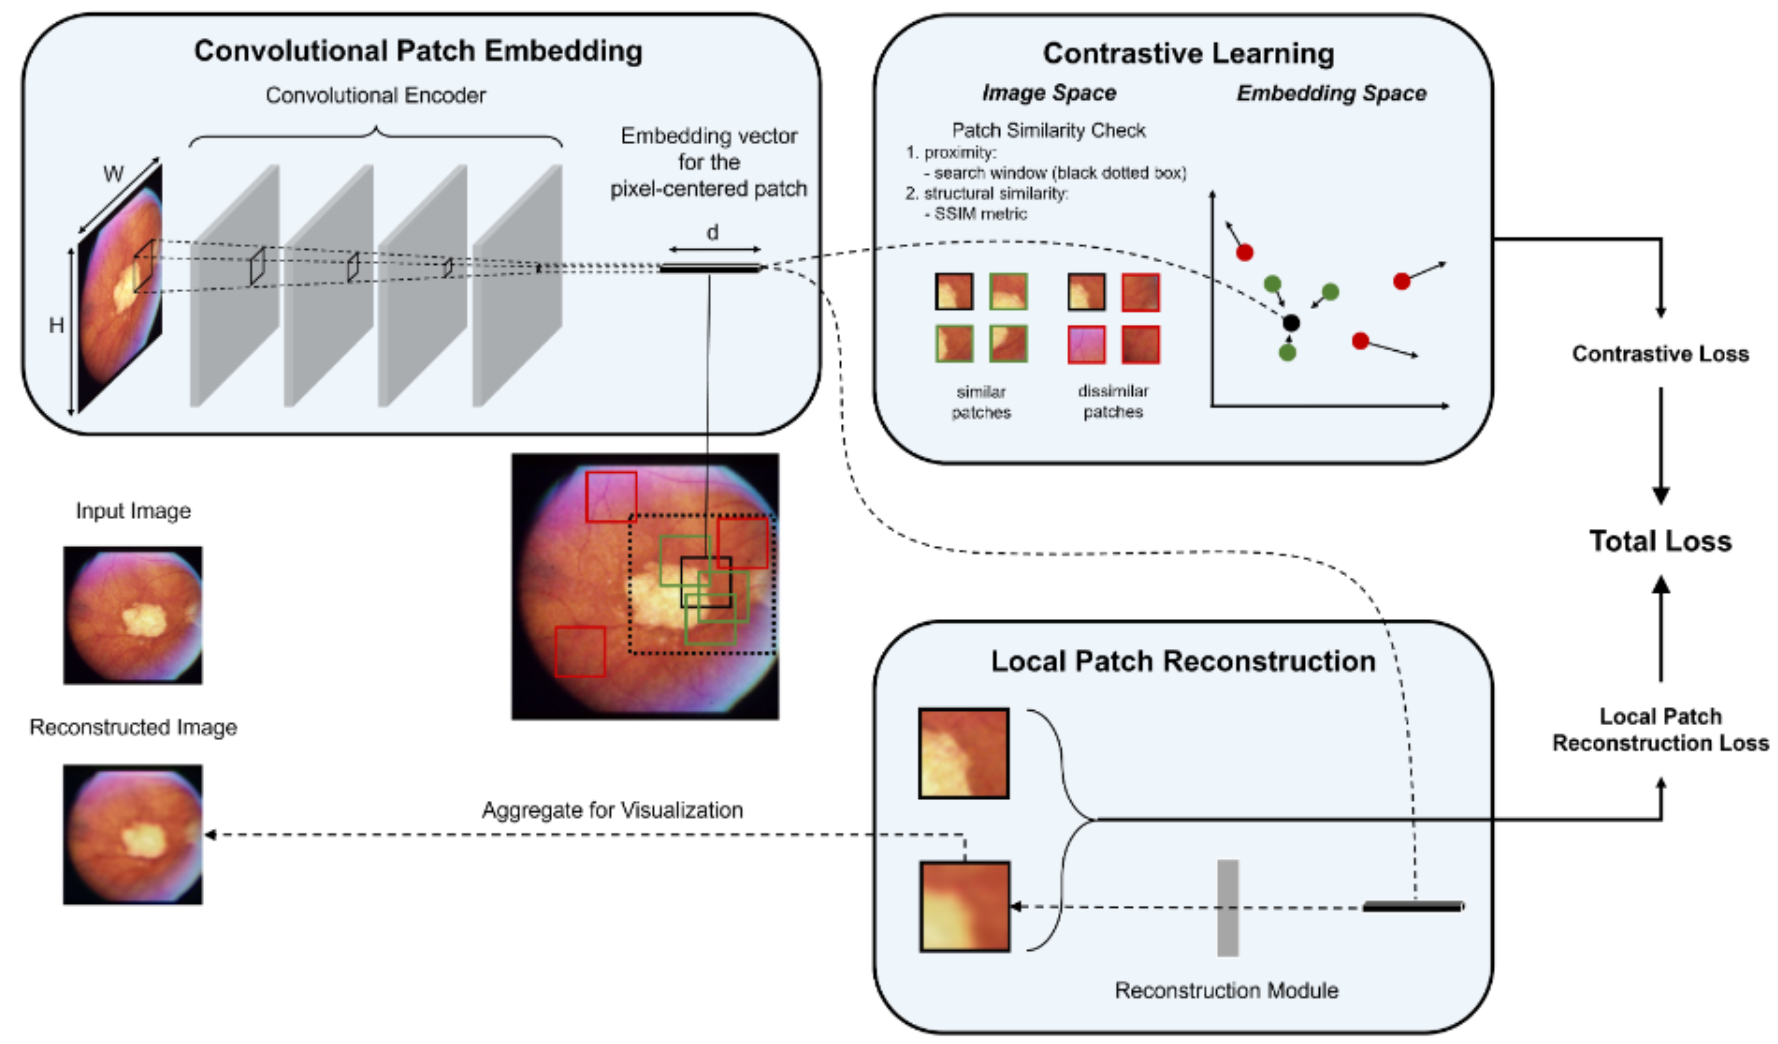 Convolutional Patch Embedding
Convolutional Encoder
Embedding vector
for the
pixel-centered patch
W
H
d
Contrastive Learning
Image Space
Embedding Space
Patch Similarity Check
1. proximity:
- search window (black dotted box)
2. structural similarity:
- SSIM metric
similar
patches
dissimilar
patches
Contrastive Loss
Total Loss
Local Patch
Reconstruction Loss
Input Image
Reconstructed Image
Aggregate for Visualization
Local Patch Reconstruction
Reconstruction Module